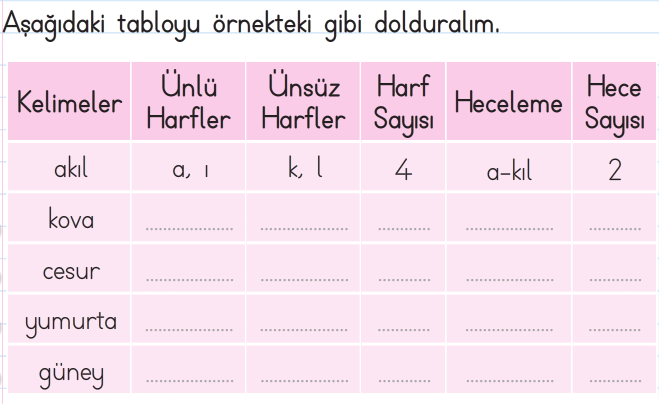 Aşağıdaki tabloyu örnekteki gibi dolduralım.
Kelimeler Ünlü Harfler Ünsüz Harfler Harf Sayısı Heceleme Hece Sayısı
akıl a, ı k, l 4 a-kıl 2
kova ........................ ........................ .............. ........................ ..............
cesur ........................ ........................ .............. ........................ ..............
yumurta ........................ ........................ .............. ........................ ..............
güney ........................ ........................ .............. ........................ ..............